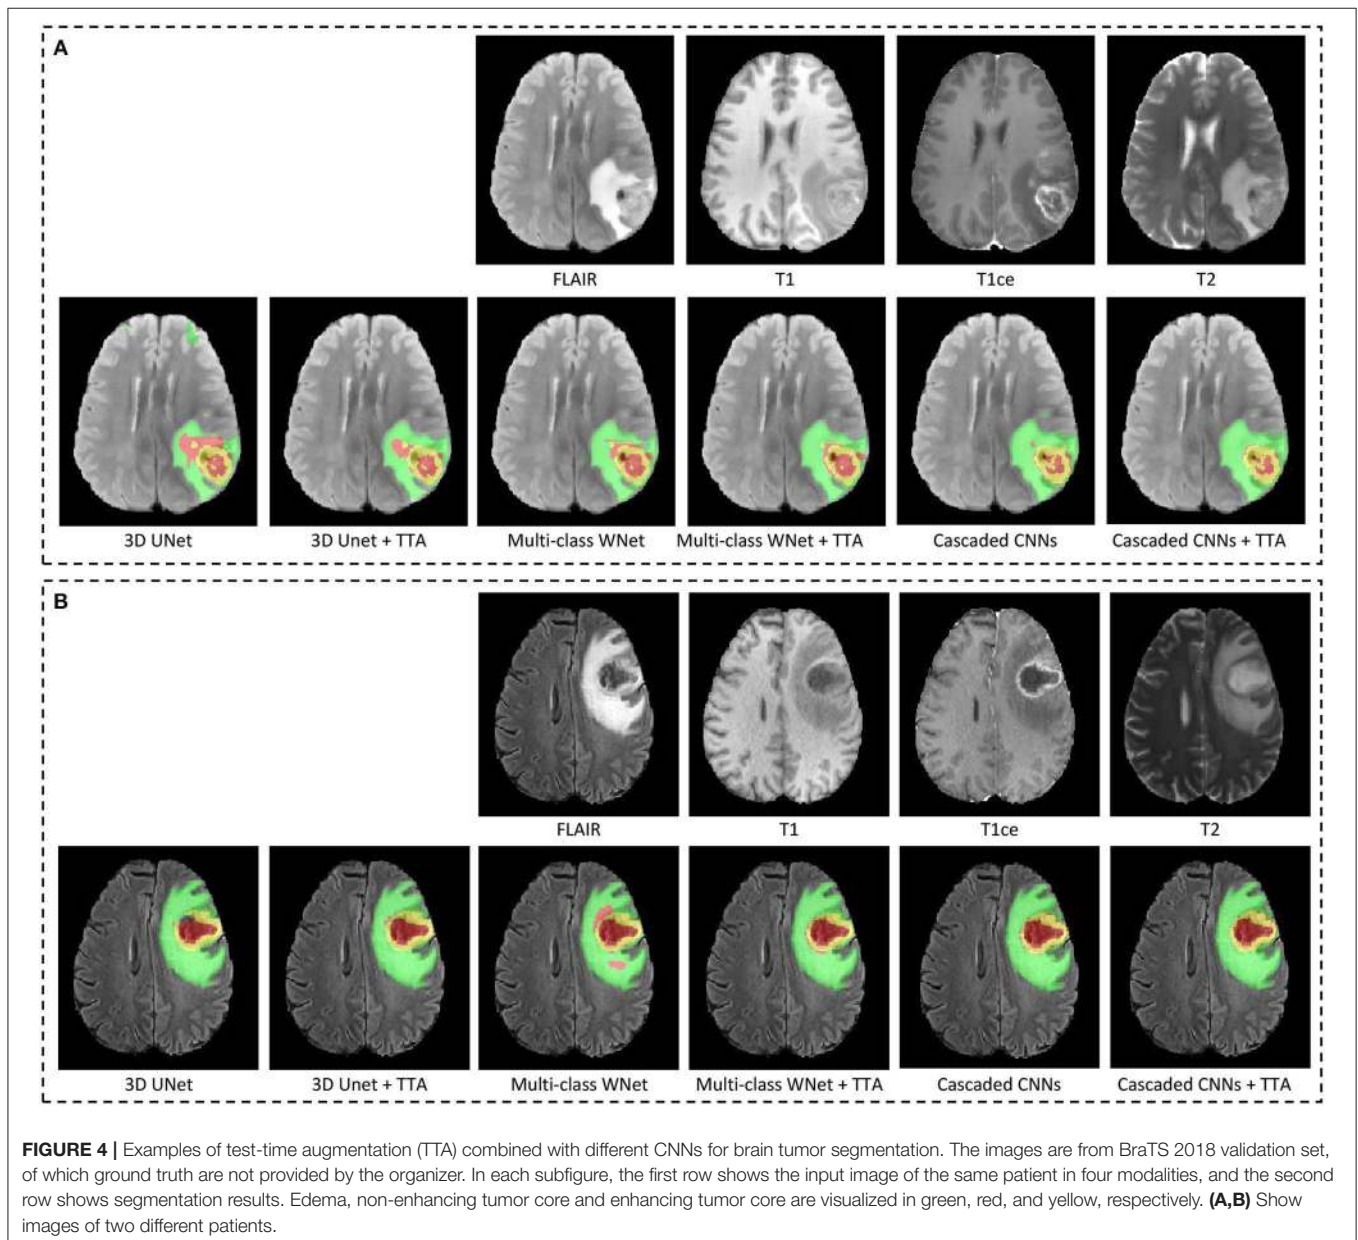 A
FLAIR T1 T1ce T2
3D UNet 3D Unet + TTA Multi-class WNet Multi-class WNet + TTA Cascaded CNNs Cascaded CNNs + TTA
B
FLAIR T1 T1ce T2
3D UNet 3D Unet + TTA Multi-class WNet Multi-class WNet + TTA Cascaded CNNs Cascaded CNNs + TTA
FIGURE 4 | Examples of test-time augmentation (TTA) combined with different CNNs for brain tumor segmentation. The images are from BraTS 2018 validation set,
of which ground truth are not provided by the organizer. In each subfigure, the first row shows the input image of the same patient in four modalities, and the second
row shows segmentation results. Edema, non-enhancing tumor core and enhancing tumor core are visualized in green, red, and yellow, respectively. (A,B) Show
images of two different patients.